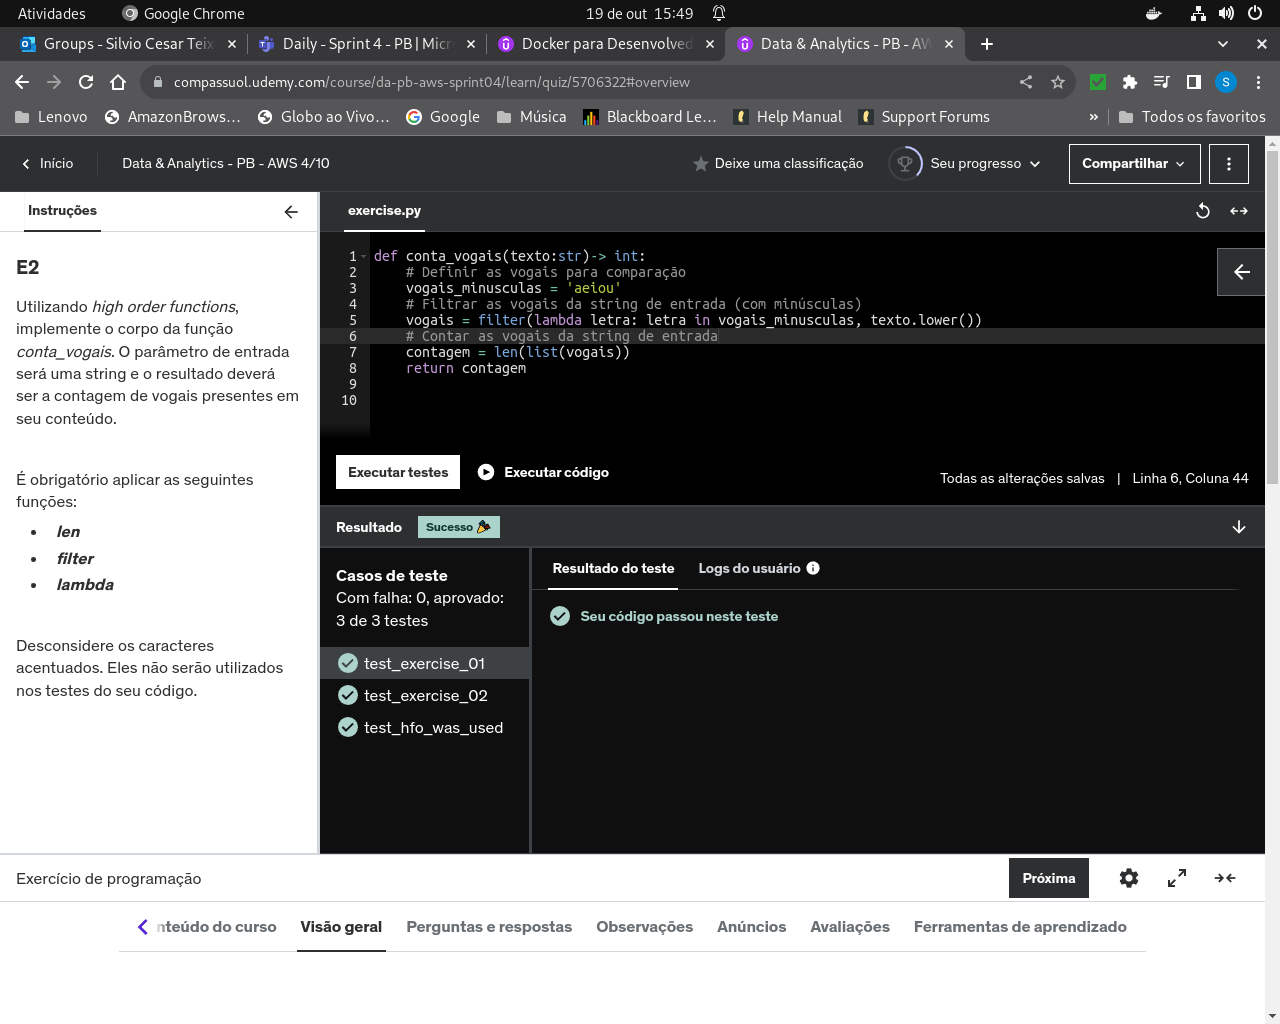 Atividades
Google Chrome
19 de out 15:49
Groups - Silvio Cesar Teix
Daily - Sprint 4 - PB | Micr
Docker para Desenvolved
Data & Analytics - PB - AW
compassuol.udemy.com/course/da-pb-aws-sprint04/learn/quiz/5706322#overview
S
Lenovo
AmazonBrows...
Globo ao Vivo...
Google
Música
Blackboard Le...
Help Manual
Support Forums
»
Todos os favoritos
Início
Data & Analytics - PB - AWS 4/10
Deixe uma classificação
Seu progresso
Compartilhar
Instruções
E2
Utilizando high order functions,
implemente o corpo da função
conta_vogais. O parâmetro de entrada
será uma string e o resultado deverá
ser a contagem de vogais presentes em
seu conteúdo.
É obrigatório aplicar as seguintes
funções:
• len
• filter
• lambda
Desconsidere os caracteres
acentuados. Eles não serão utilizados
nos testes do seu código.
exercise.py
1 def conta_vogais(texto:str)-> int:
2 # Definir as vogais para comparação
3 vogais_minusculas = 'aeiou'
4 # Filtrar as vogais da string de entrada (com minúsculas)
5 vogais = filter(lambda letra: letra in vogais_minusculas, texto.lower())
6 # Contar as vogais da string de entrada
7 contagem = len(list(vogais))
8 return contagem
9
10
Executar testes
Executar código
Todas as alterações salvas | Linha 6, Coluna 44
Resultado
Sucesso
Casos de teste
Com falha: 0, aprovado:
3 de 3 testes
test_exercise_01
test_exercise_02
test_hfo_was_used
Resultado do teste
Logs do usuário
Seu código passou neste teste
Exercício de programação
Próxima
nteúdo do curso
Visão geral
Perguntas e respostas
Observações
Anúncios
Avaliações
Ferramentas de aprendizado